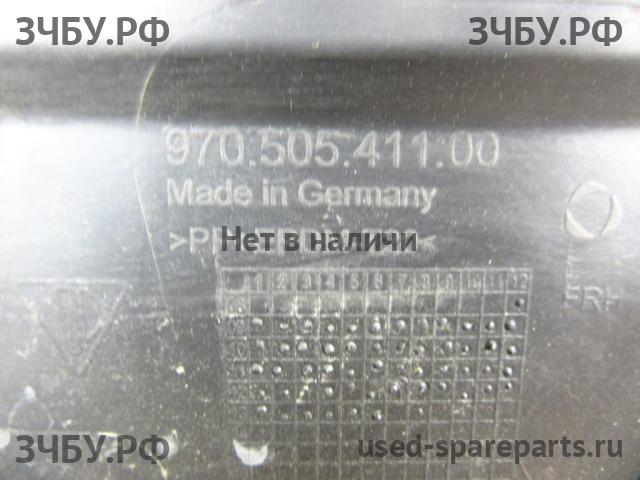 ЗЧБУ.РФ ЗЧБУ.РФ
970.505.411.00
Made in Germany
Нет в наличи
1 2 3 4 5 6 7 8 9 10 11 12
ЗЧБУ.РФ
used-spareparts.ru